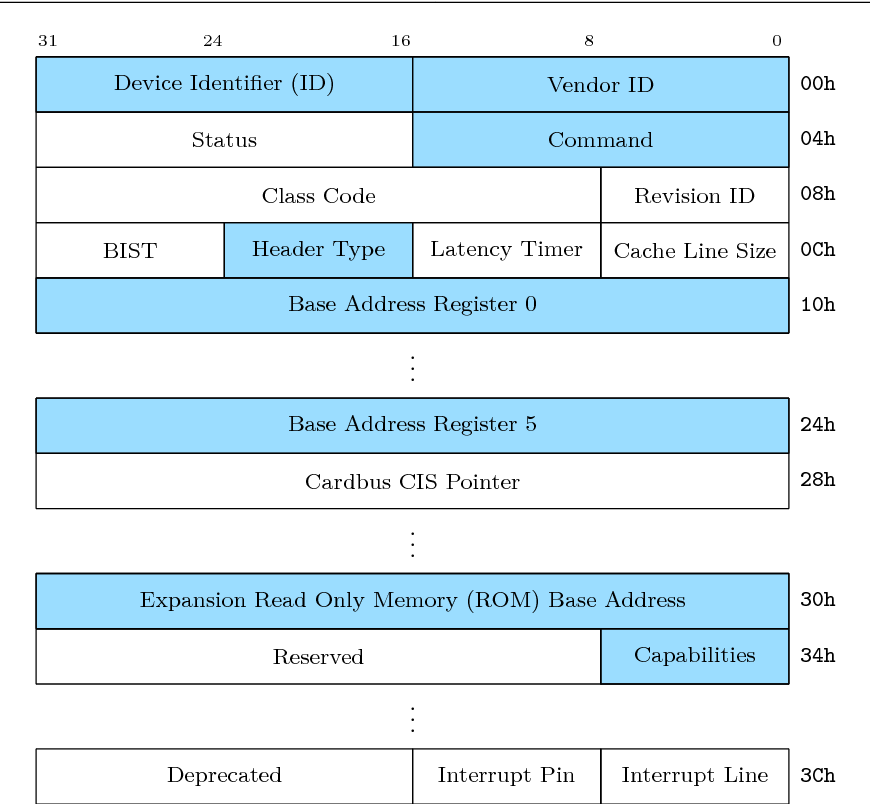 31 24 16 8 0
Device Identifier (ID) Vendor ID 00h
Status Command 04h
Class Code Revision ID 08h
BIST Header Type Latency Timer Cache Line Size 0Ch
Base Address Register 0 10h
⋮
Base Address Register 5 24h
Cardbus CIS Pointer 28h
⋮
Expansion Read Only Memory (ROM) Base Address 30h
Reserved Capabilities 34h
⋮
Deprecated Interrupt Pin Interrupt Line 3Ch